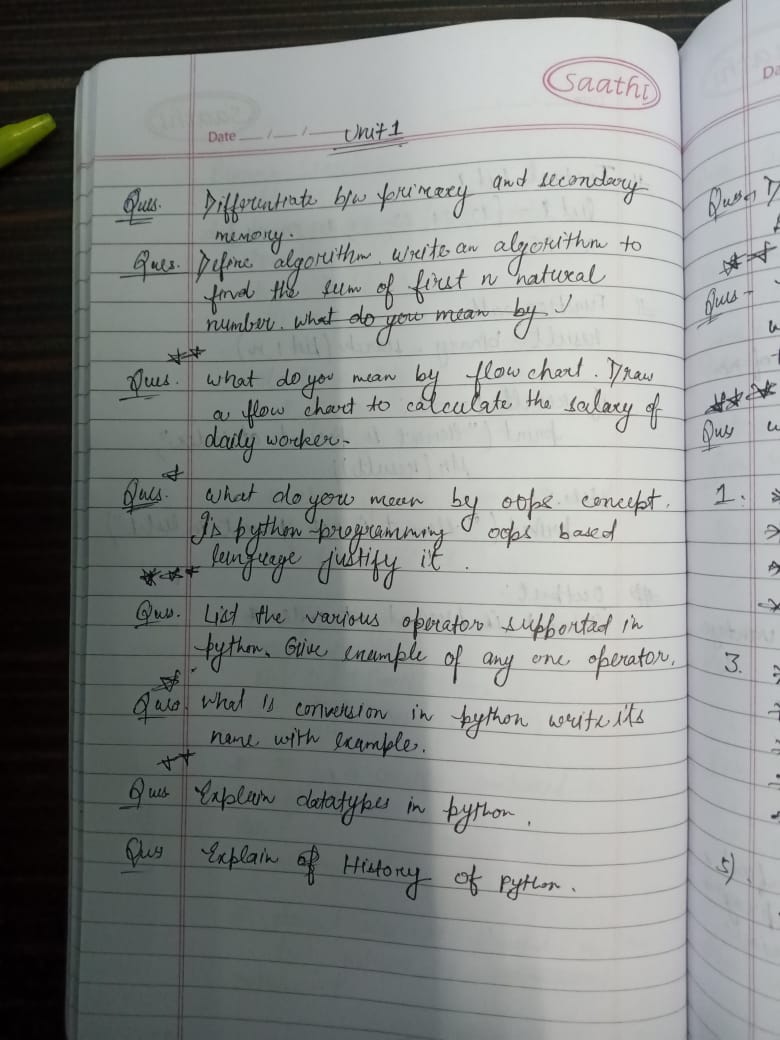 Saathi
Date __/__/__ Unit 1
Ques. Differentiate b/w primary and secondary
memory.
Ques. Define algorithm. write an algorithm to
find the sum of first n natural
number. what do you mean by
Ques. what do you mean by flow chart. Draw
a flow chart to calculate the salary of
daily worker.
Ques. what do you mean by oops concept.
Is python programming oops based
language justify it.
Ques. List the various operator supported in
python. Give example of any one operator.
Ques. what is conversion in python write its
name with example.
Ques Explain datatypes in python.
Ques Explain of History of Python.
Ques
Ques
Ques
1.
3.
5)